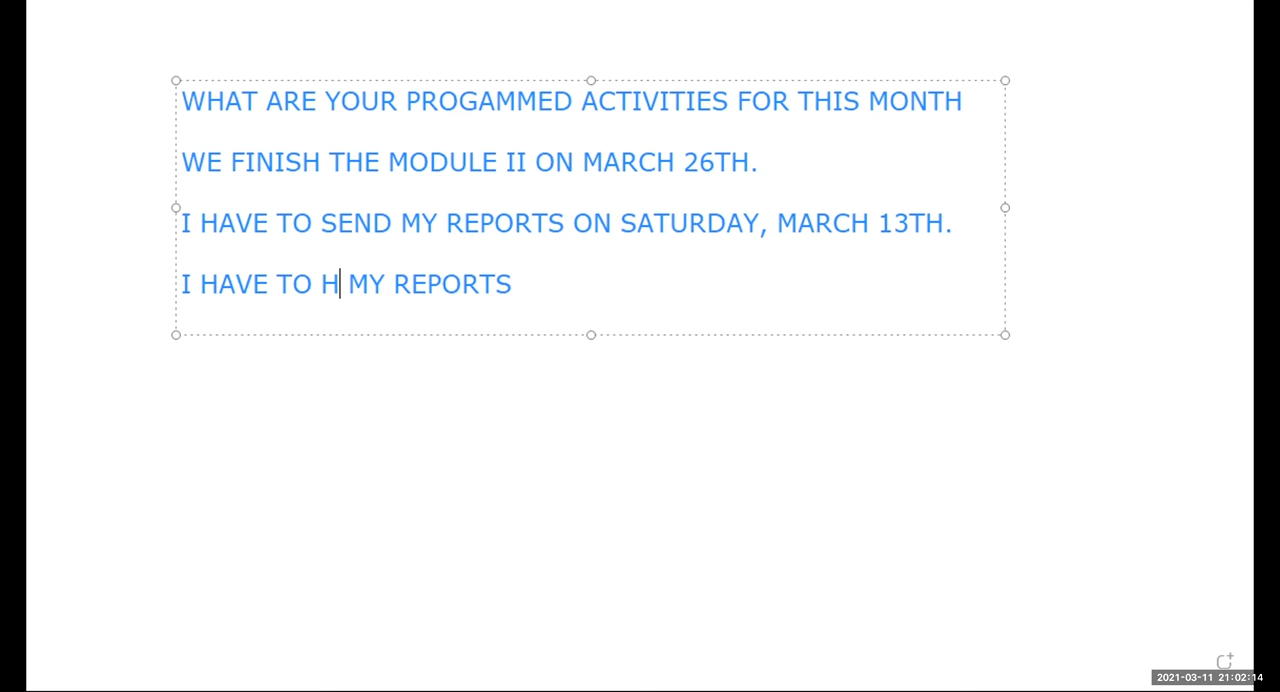 WHAT ARE YOUR PROGAMMED ACTIVITIES FOR THIS MONTH
WE FINISH THE MODULE II ON MARCH 26TH.
I HAVE TO SEND MY REPORTS ON SATURDAY, MARCH 13TH.
I HAVE TO H MY REPORTS
2021-03-11 21:02:14